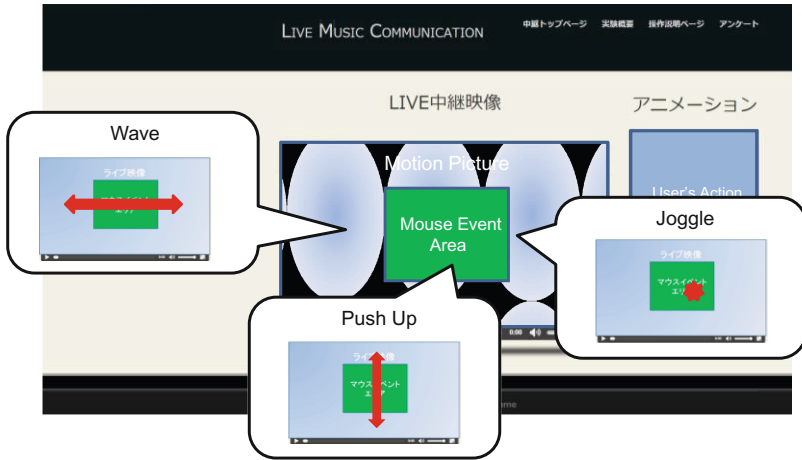 LIVE MUSIC COMMUNICATION
中継トップページ 実験概要 操作説明ページ アンケート
LIVE中継映像
アニメーション
Wave
ライブ映像
エリア
Motion Picture
Mouse Event
Area
User's Action
Joggle
ライブ映像
マウスイベント
エリ
0:00
Push Up
マウス ベント
エ ア